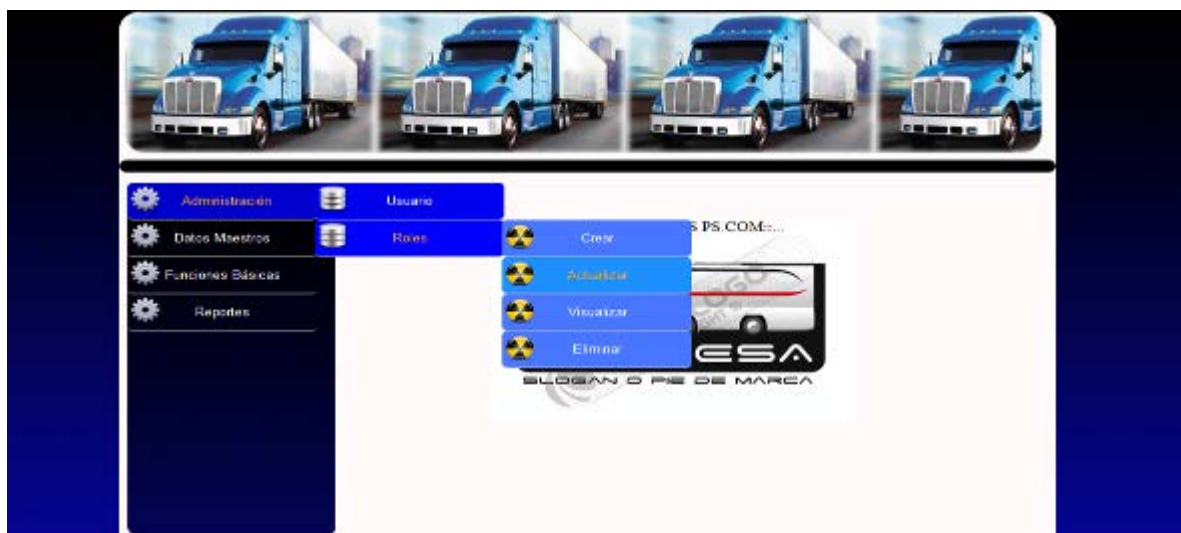 Administración
Usuario
Datos Maestros
Roles
Crear
S PS.COM::...
Funciones Básicas
Actualizar
Reportes
Visualizar
Eliminar
ESA
SLOGAN O PIE DE MARCA